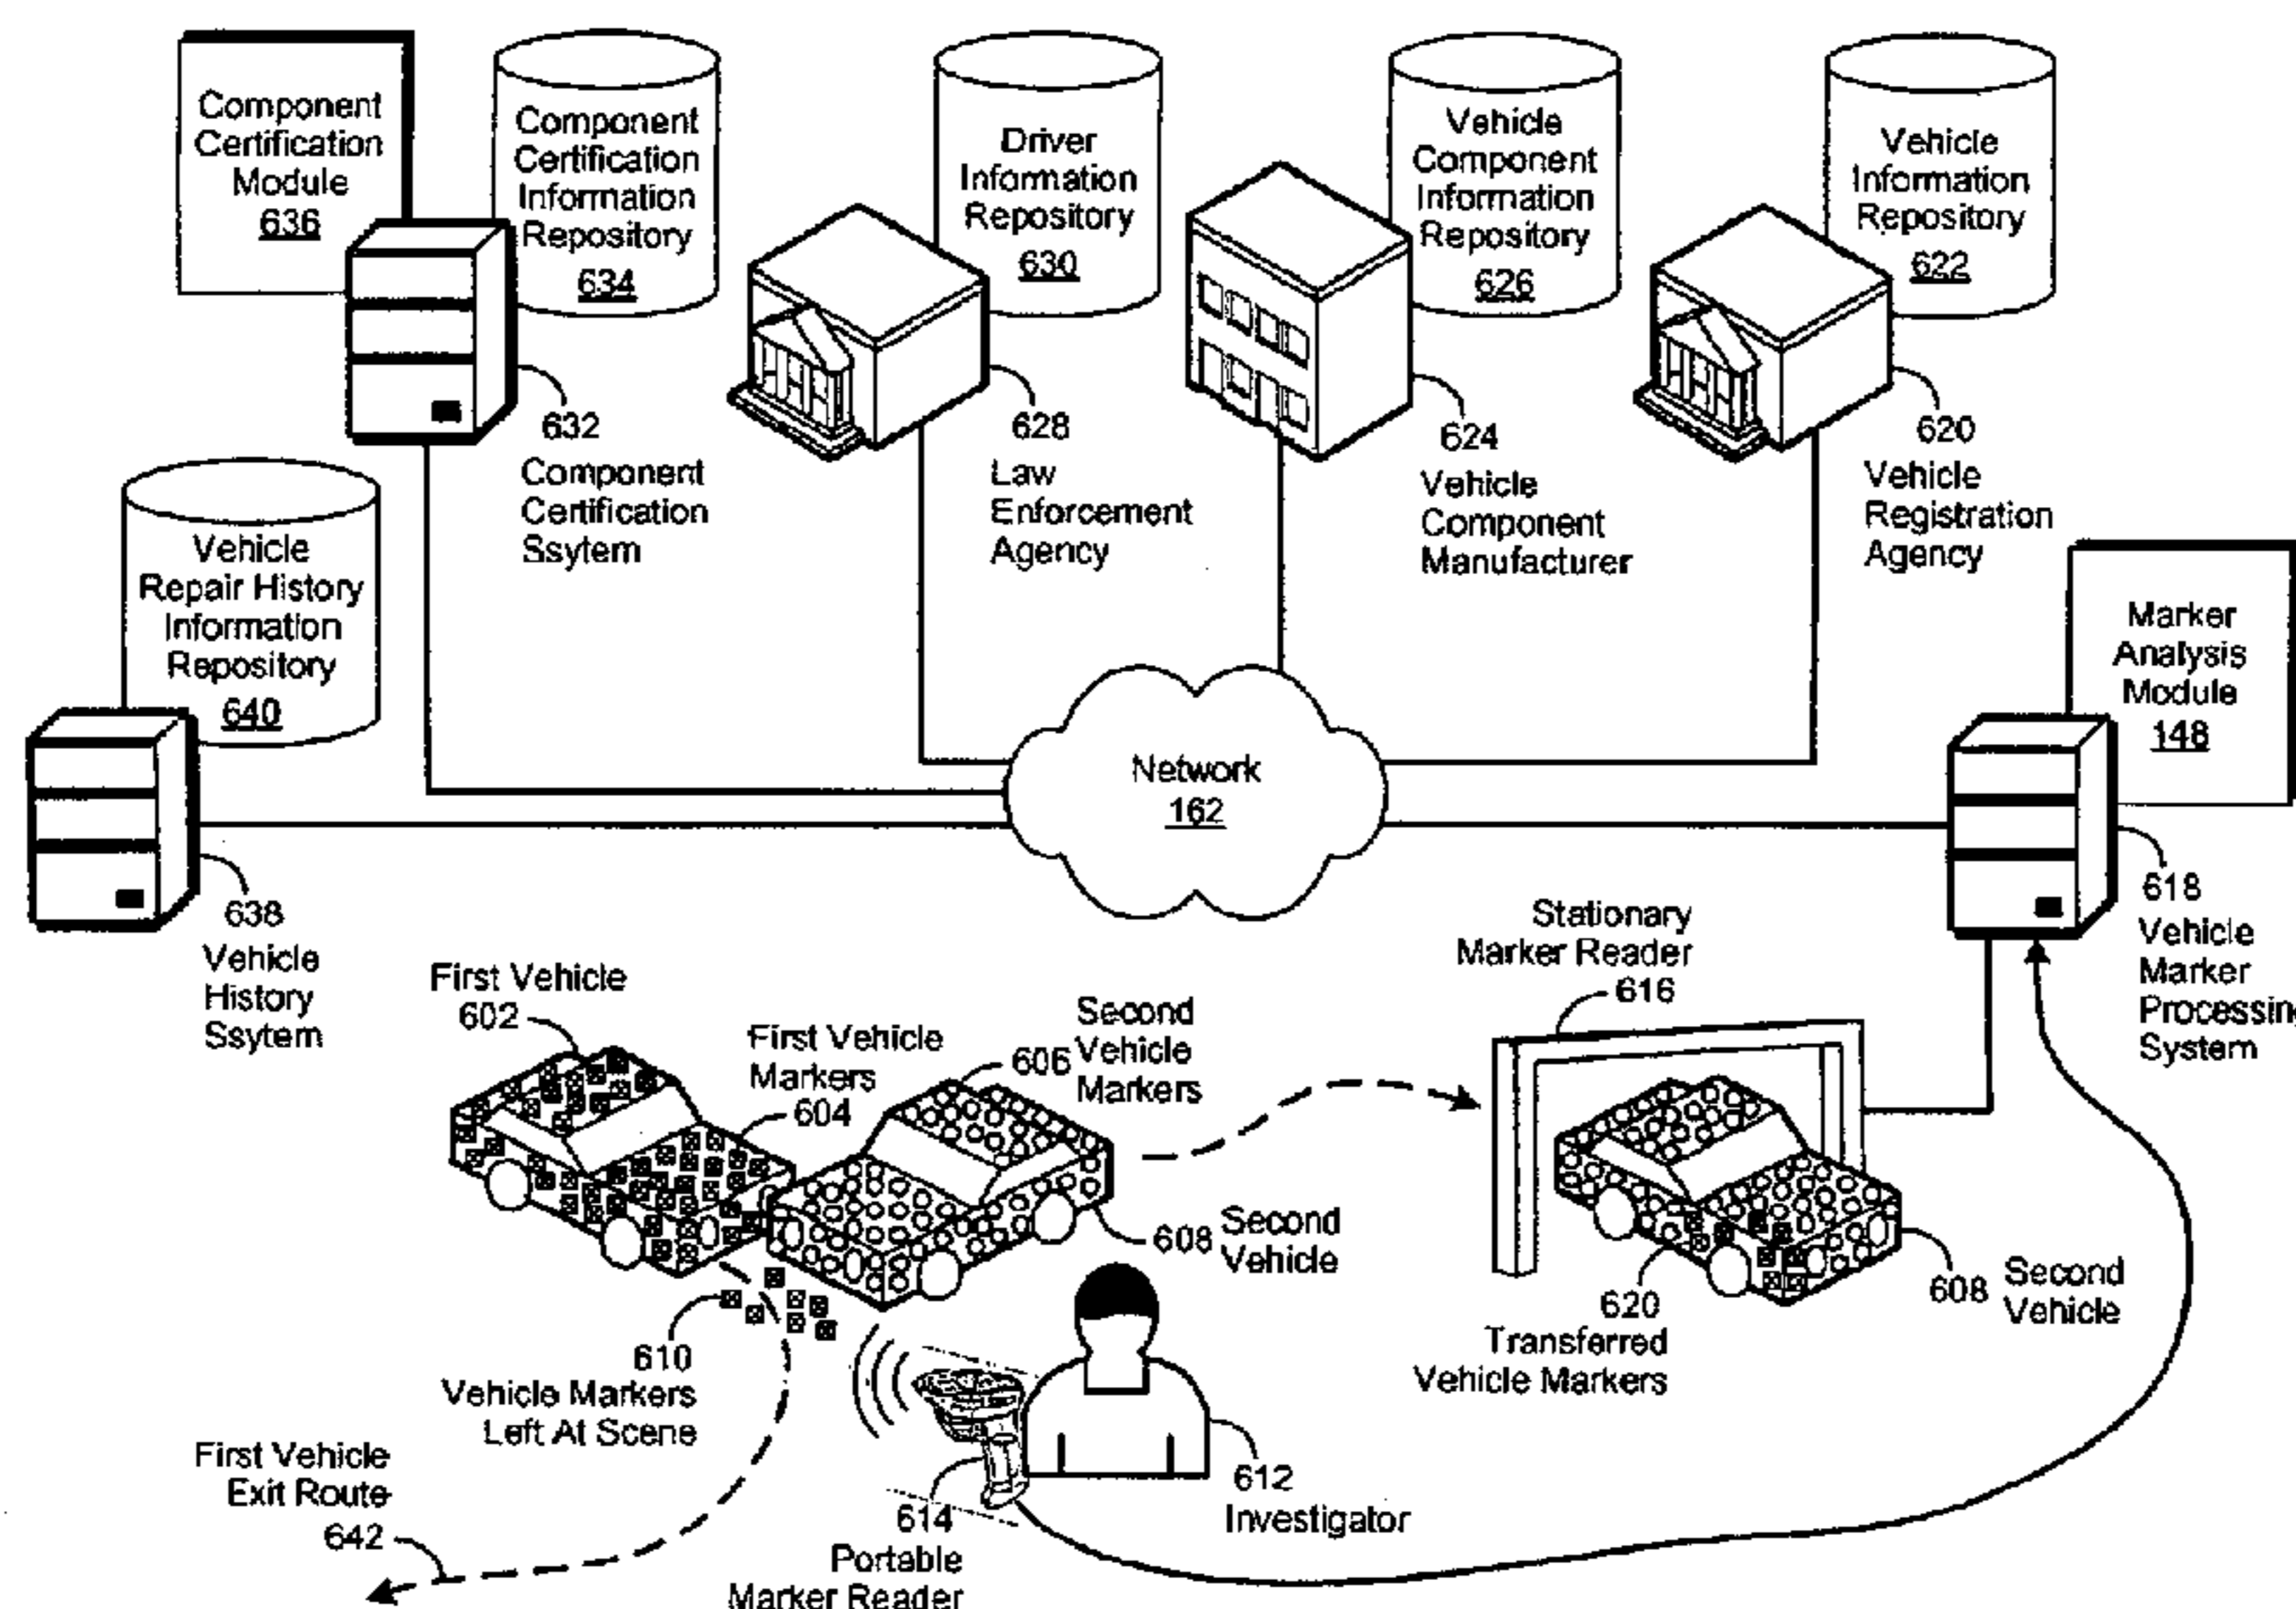 Component
Certification
Module
636
Component
Certification
Information
Repository
634
Driver
Information
Repository
630
Vehicle
Component
Information
Repository
626
Vehicle
Information
Repository
622
632
Component
Certification
Ssytem
628
Law
Enforcement
Agency
624
Vehicle
Component
Manufacturer
620
Vehicle
Registration
Agency
Vehicle
Repair History
Information
Repository
640
Marker
Analysis
Module
148
Network
162
638
Vehicle
History
Ssytem
618
Vehicle
Marker
Processing
System
Stationary
Marker Reader
616
First Vehicle
602
First Vehicle
Markers
604
Second
Vehicle
Markers
606
608
Second
Vehicle
610
Vehicle Markers
Left At Scene
620
Transferred
Vehicle Markers
608
Second
Vehicle
First Vehicle
Exit Route
642
614
Portable
Marker Reader
612
Investigator